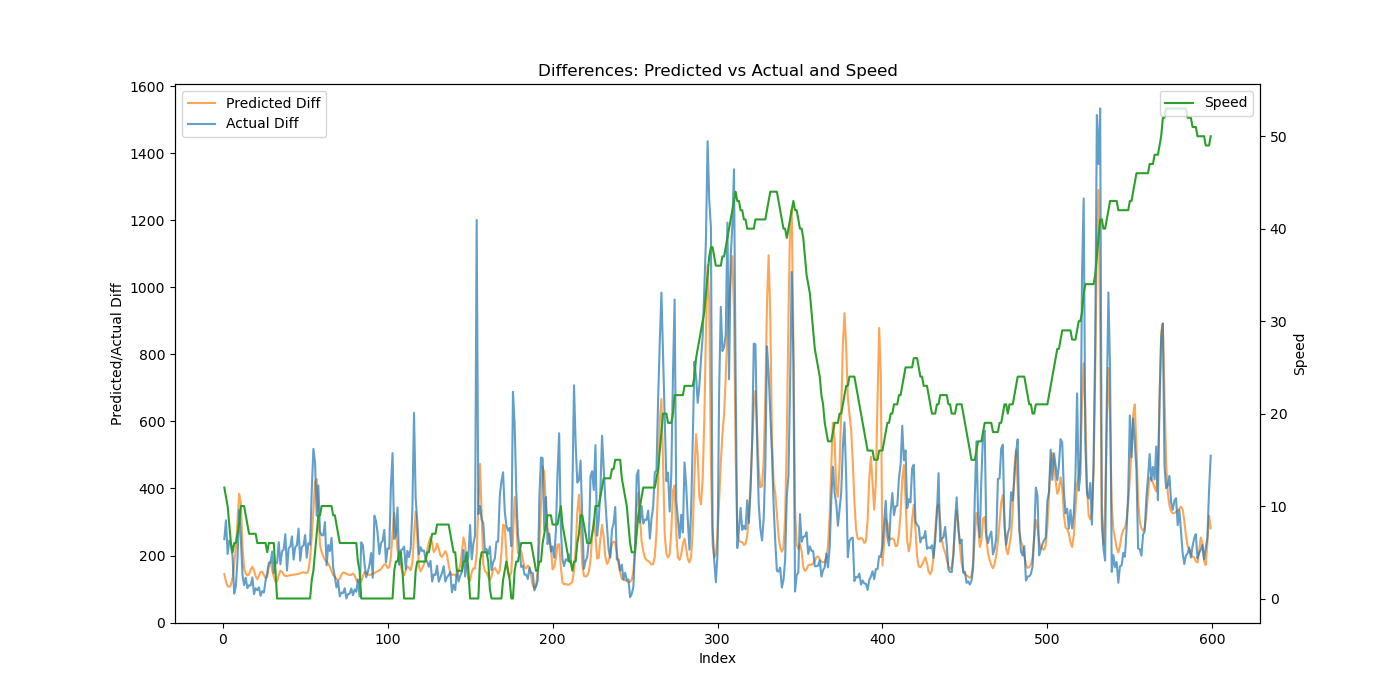 Differences: Predicted vs Actual and Speed
Predicted Diff
Actual Diff
Speed
1600
1400
1200
1000
800
600
400
200
0
Predicted/Actual Diff
50
40
30
20
10
0
Speed
0 100 200 300 400 500 600
Index